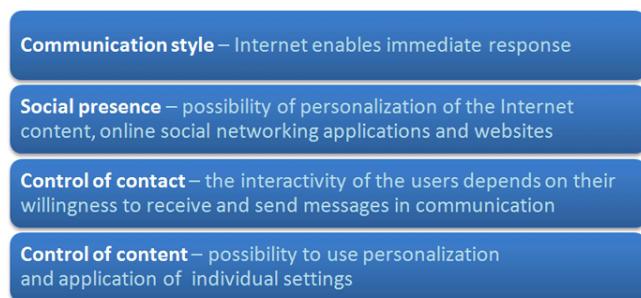 Communication style – Internet enables immediate response
Social presence – possibility of personalization of the Internet
content, online social networking applications and websites
Control of contact – the interactivity of the users depends on their
willingness to receive and send messages in communication
Control of content – possibility to use personalization
and application of individual settings